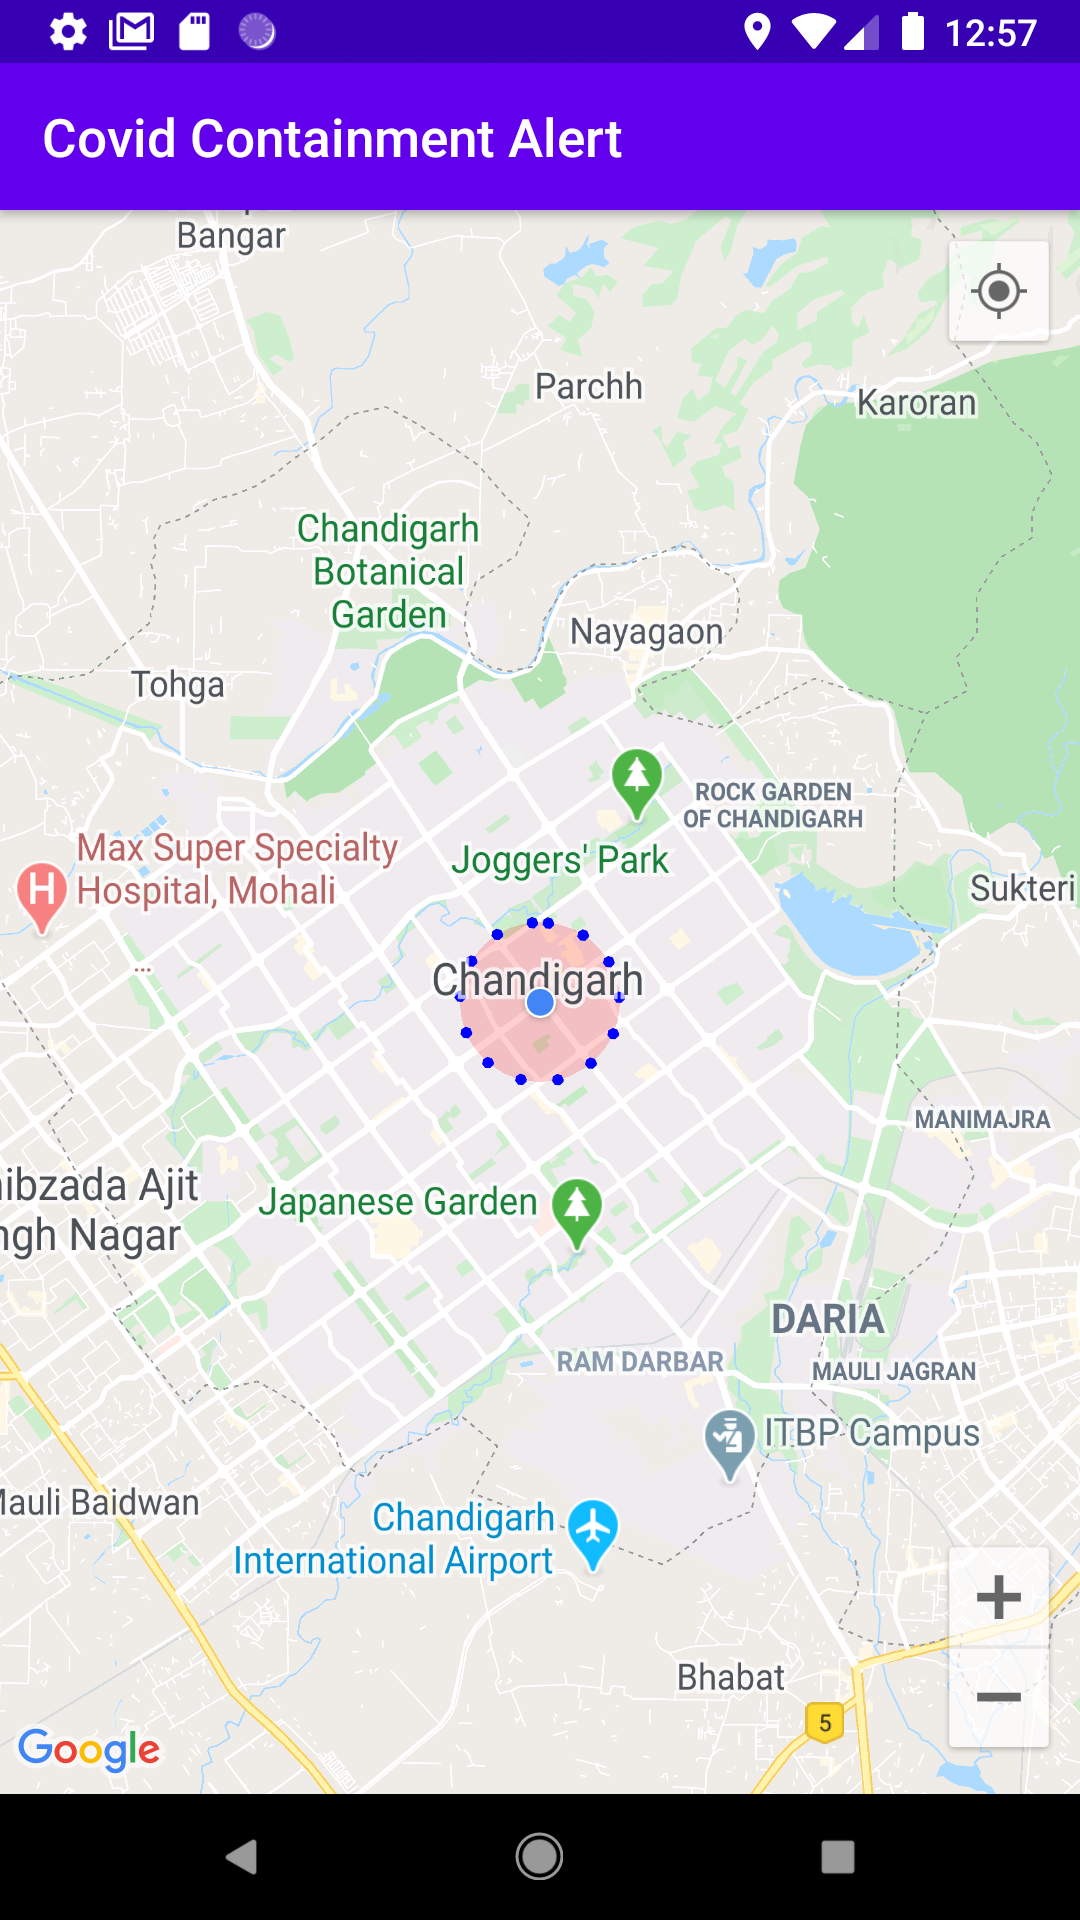 12:57
Covid Containment Alert
Bangar
Parchh
Karoran
Chandigarh
Botanical
Garden
Nayagaon
Tohga
ROCK GARDEN
OF CHANDIGARH
Max Super Specialty
Hospital, Mohali
H
Joggers' Park
Sukteri
Chandigarh
MANIMAJRA
hibzada Ajit
ngh Nagar
Japanese Garden
DARIA
RAM DARBAR
MAULI JAGRAN
ITBP Campus
Mauli Baidwan
Chandigarh
International Airport
Bhabat
5
Google